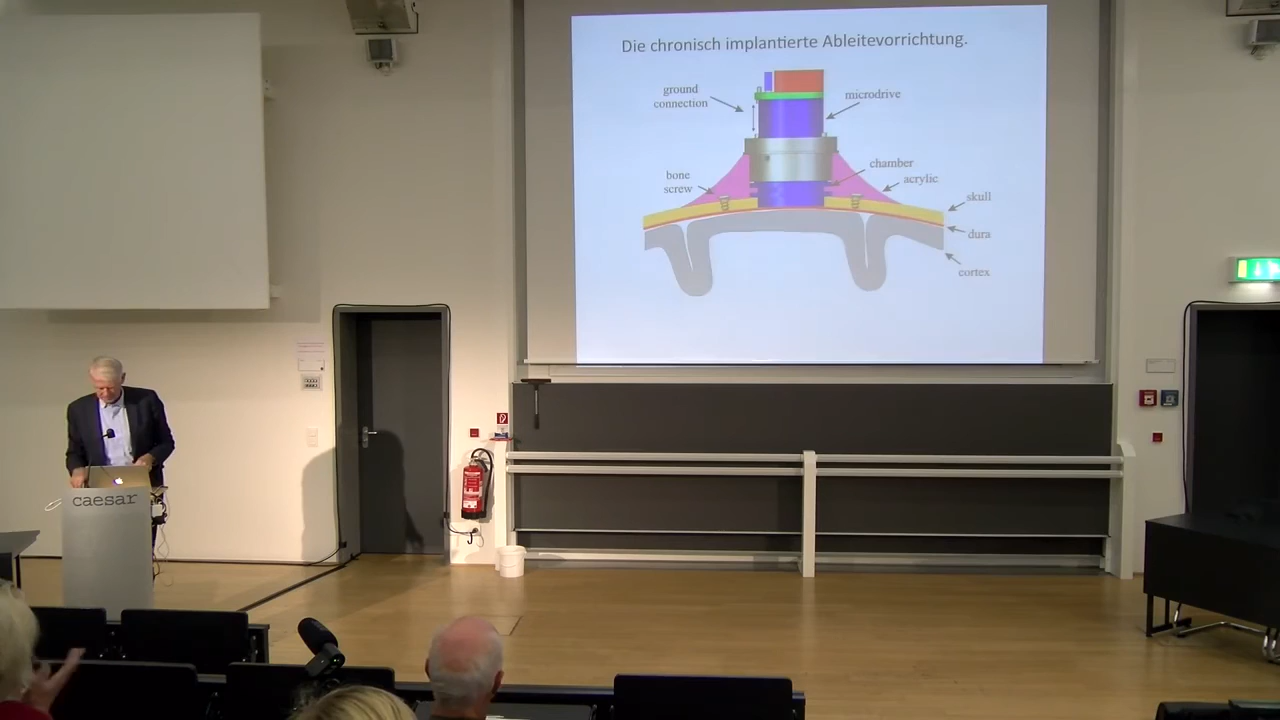 Die chronisch implantierte Ableitevorrichtung.
ground
connection
microdrive
chamber
acrylic
bone
screw
skull
dura
cortex
caesar